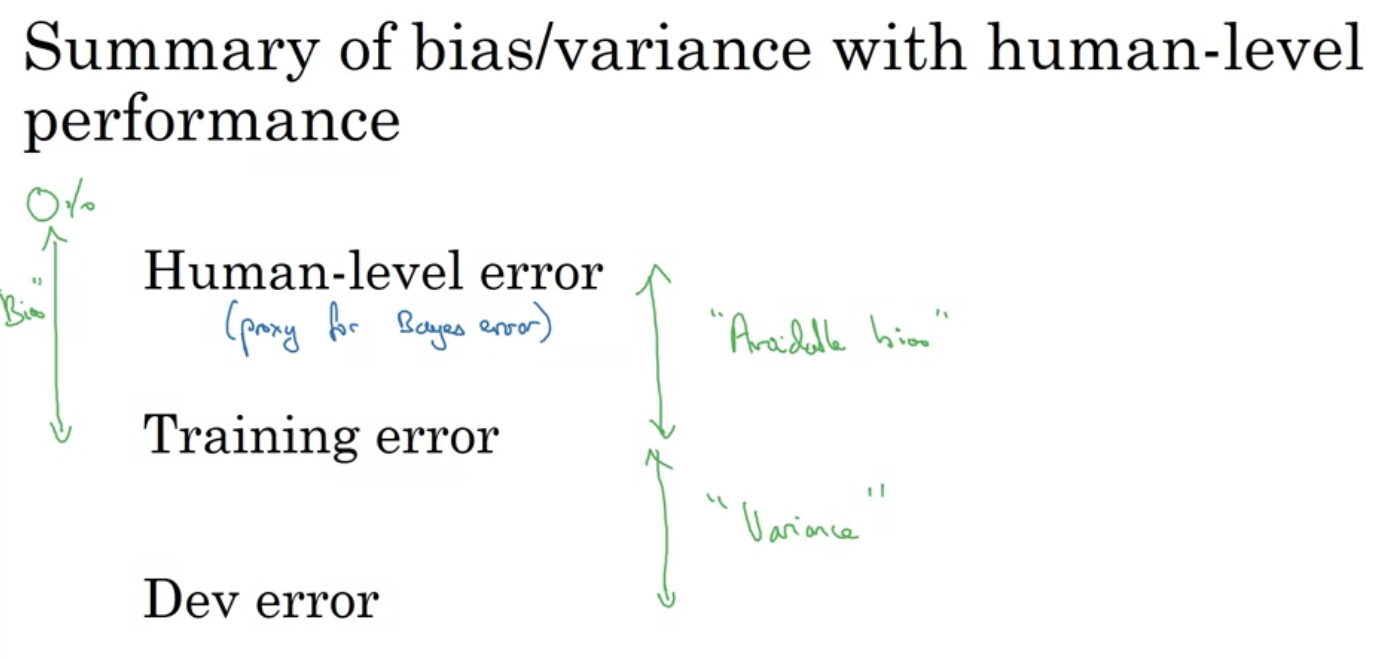 Summary of bias/variance with human-level
performance
0%
Human-level error
"Bias"
(proxy for Bayes error)
"Avoidable bias"
Training error
"Variance"
Dev error